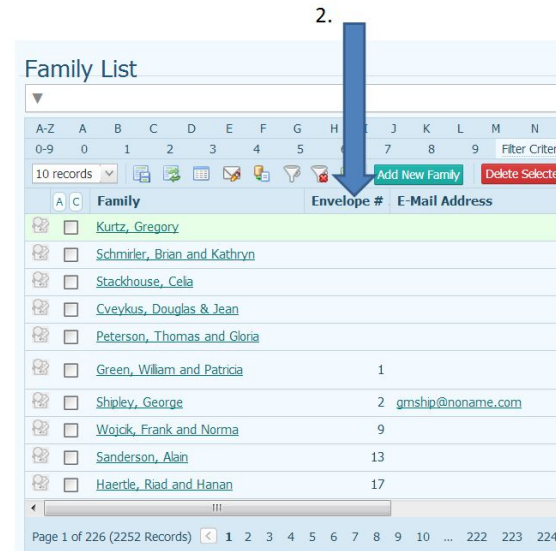 2.
Family List
A-Z A B C D E F G H I J K L M N
0-9 0 1 2 3 4 5 6 7 8 9 Filter Criter
10 records Add New Family Delete Selecte
A C Family Envelope # E-Mail Address
Kurtz, Gregory
Schmirler, Brian and Kathryn
Stackhouse, Celia
Cveykus, Douglas & Jean
Peterson, Thomas and Gloria
Green, William and Patricia 1
Shipley, George 2 gmship@noname.com
Wojcik, Frank and Norma 9
Sanderson, Alain 13
Haertle, Riad and Hanan 17
Page 1 of 226 (2252 Records) < 1 2 3 4 5 6 7 8 9 10 ... 222 223 224